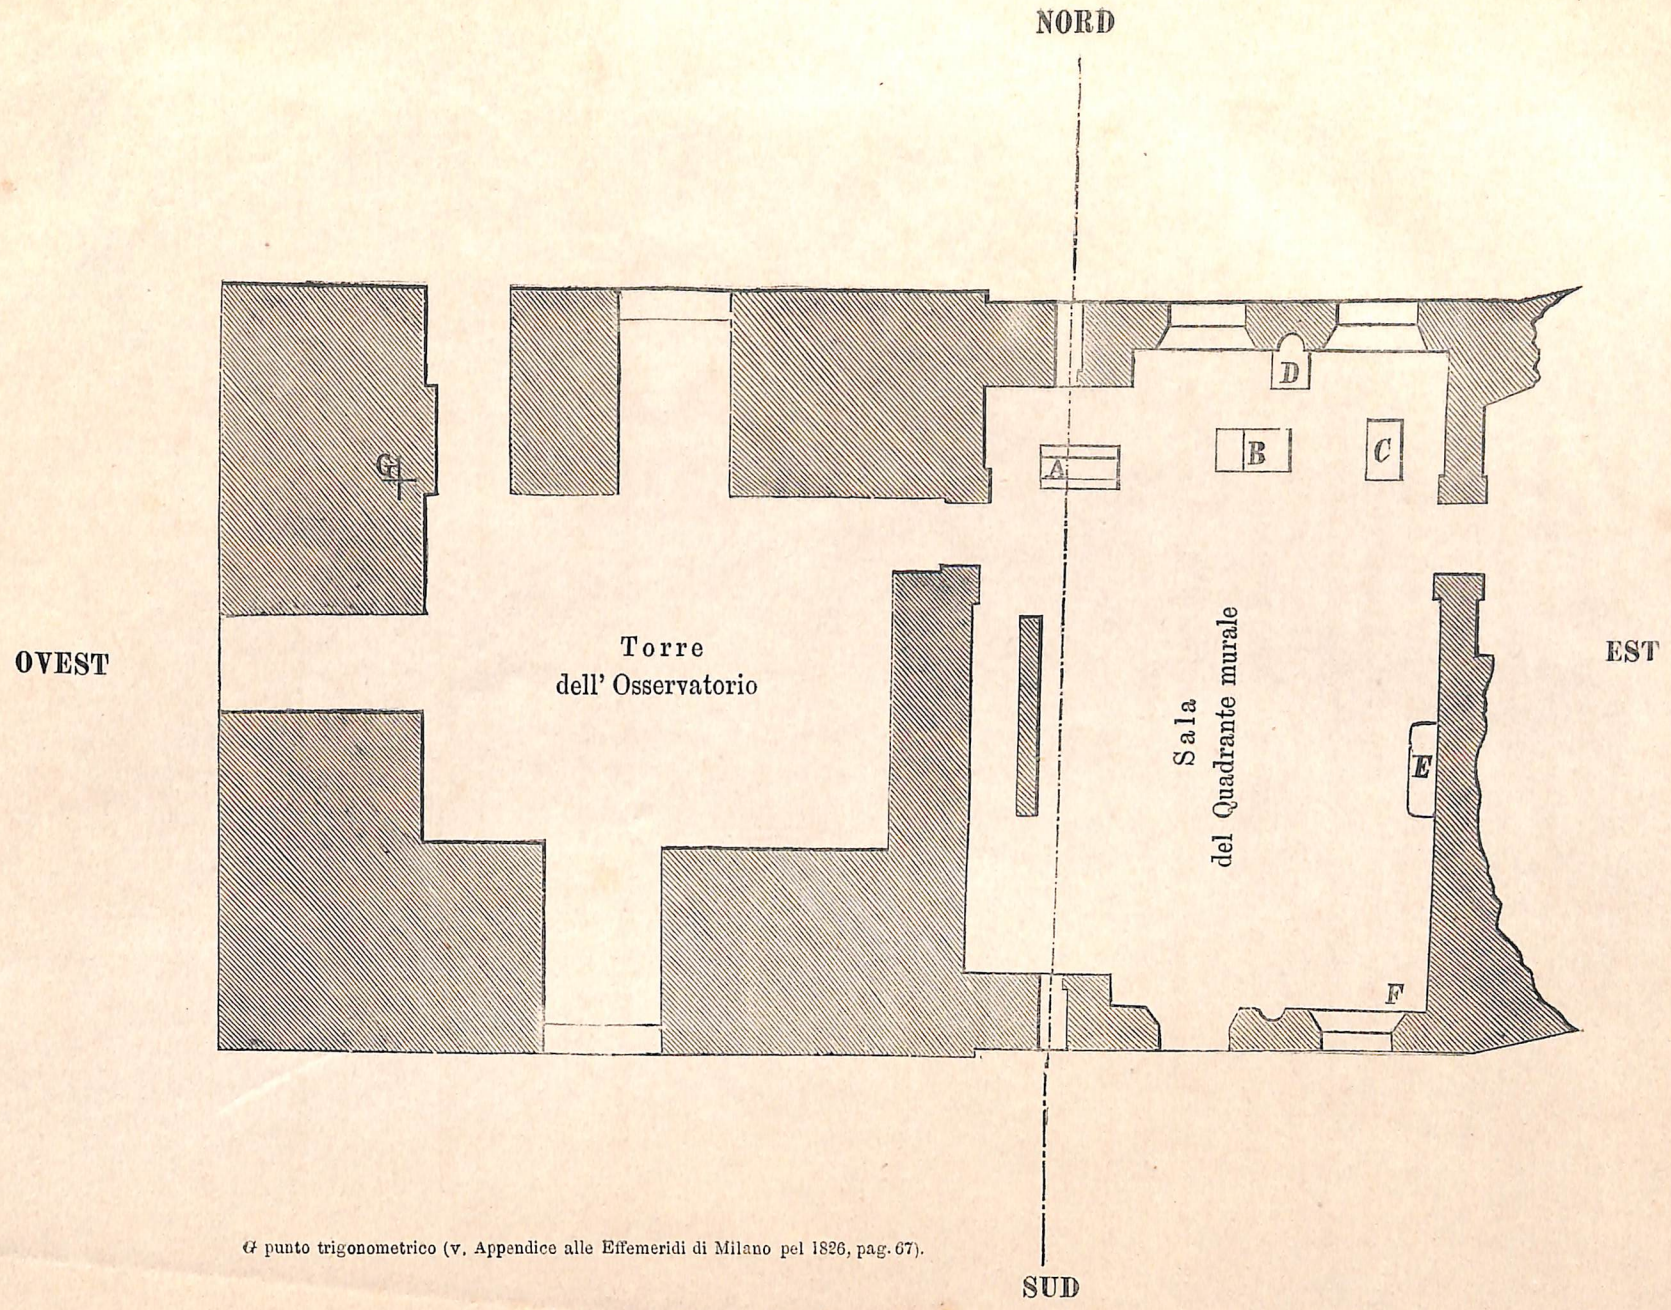 NORD
D
B
C
A
G
Torre
dell' Osservatorio
Sala
del Quadrante murale
OVEST
EST
E
F
G punto trigonometrico (v. Appendice alle Effemeridi di Milano pel 1826, pag. 67).
SUD